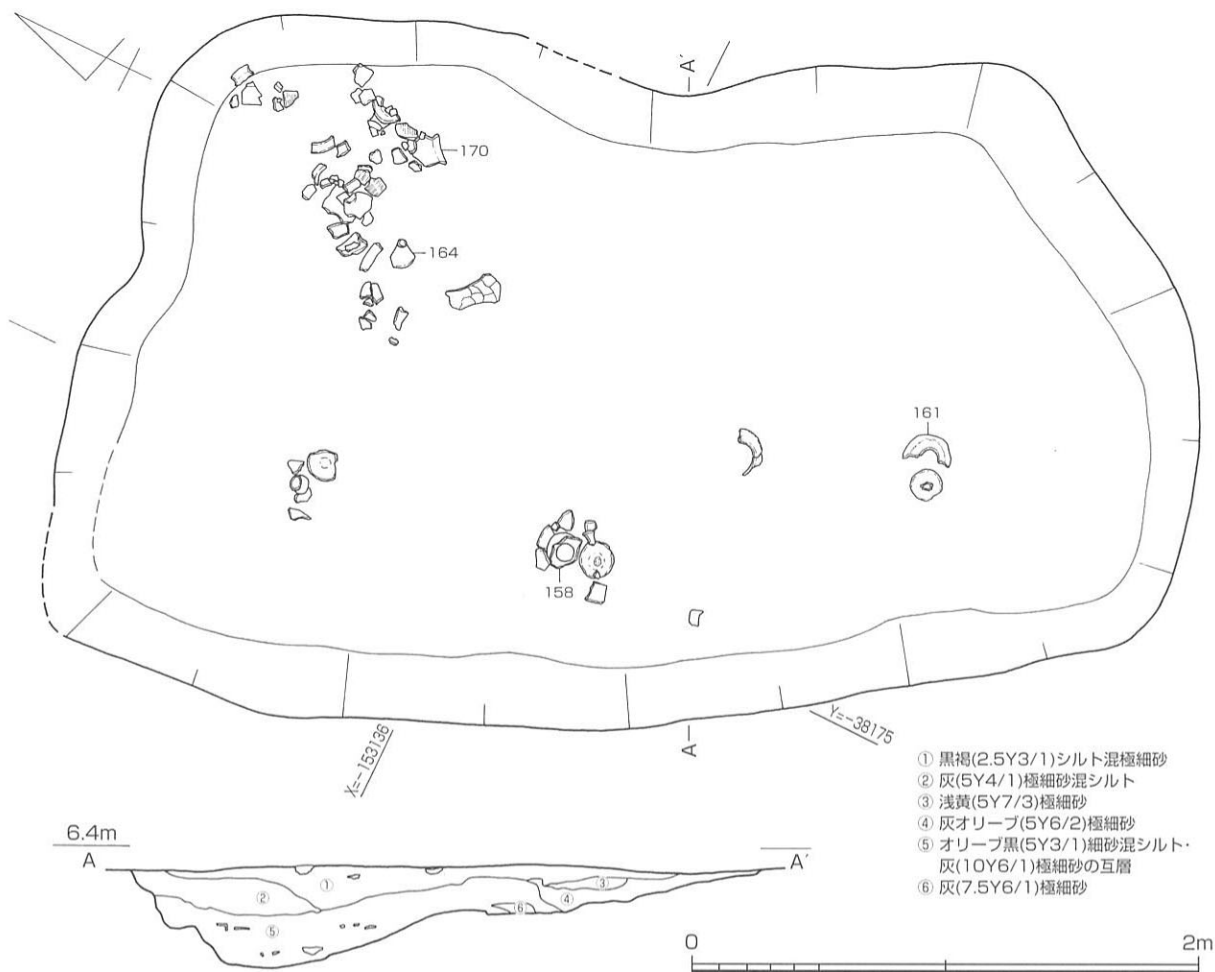 A′
170
164
161
158
A
X=-153136
Y=-38175
① 黒褐(2.5Y3/1)シルト混極細砂
② 灰(5Y4/1)極細砂混シルト
③ 浅黄(5Y7/3)極細砂
④ 灰オリーブ(5Y6/2)極細砂
⑤ オリーブ黒(5Y3/1)細砂混シルト・
灰(10Y6/1)極細砂の互層
⑥ 灰(7.5Y6/1)極細砂
6.4m
A
A′
①
②
③
④
⑤
⑥
0
2m